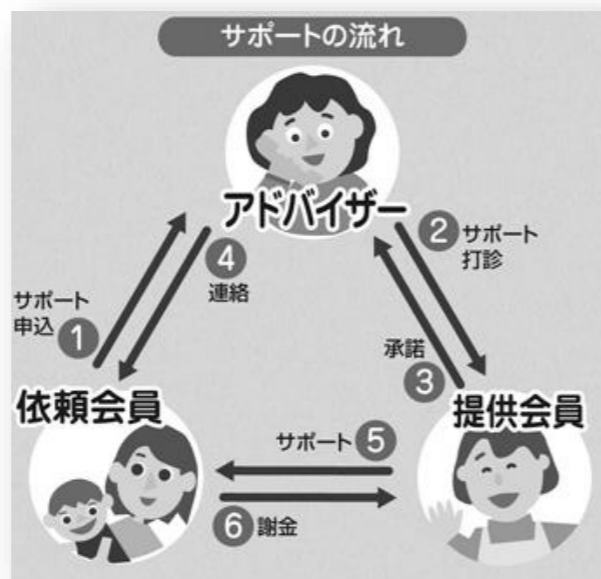 サポートの流れ
アドバイザー
② サポート
打診
④
連絡
サポート
申込 ①
承諾
③
依頼会員
提供会員
サポート ⑤
⑥ 謝金